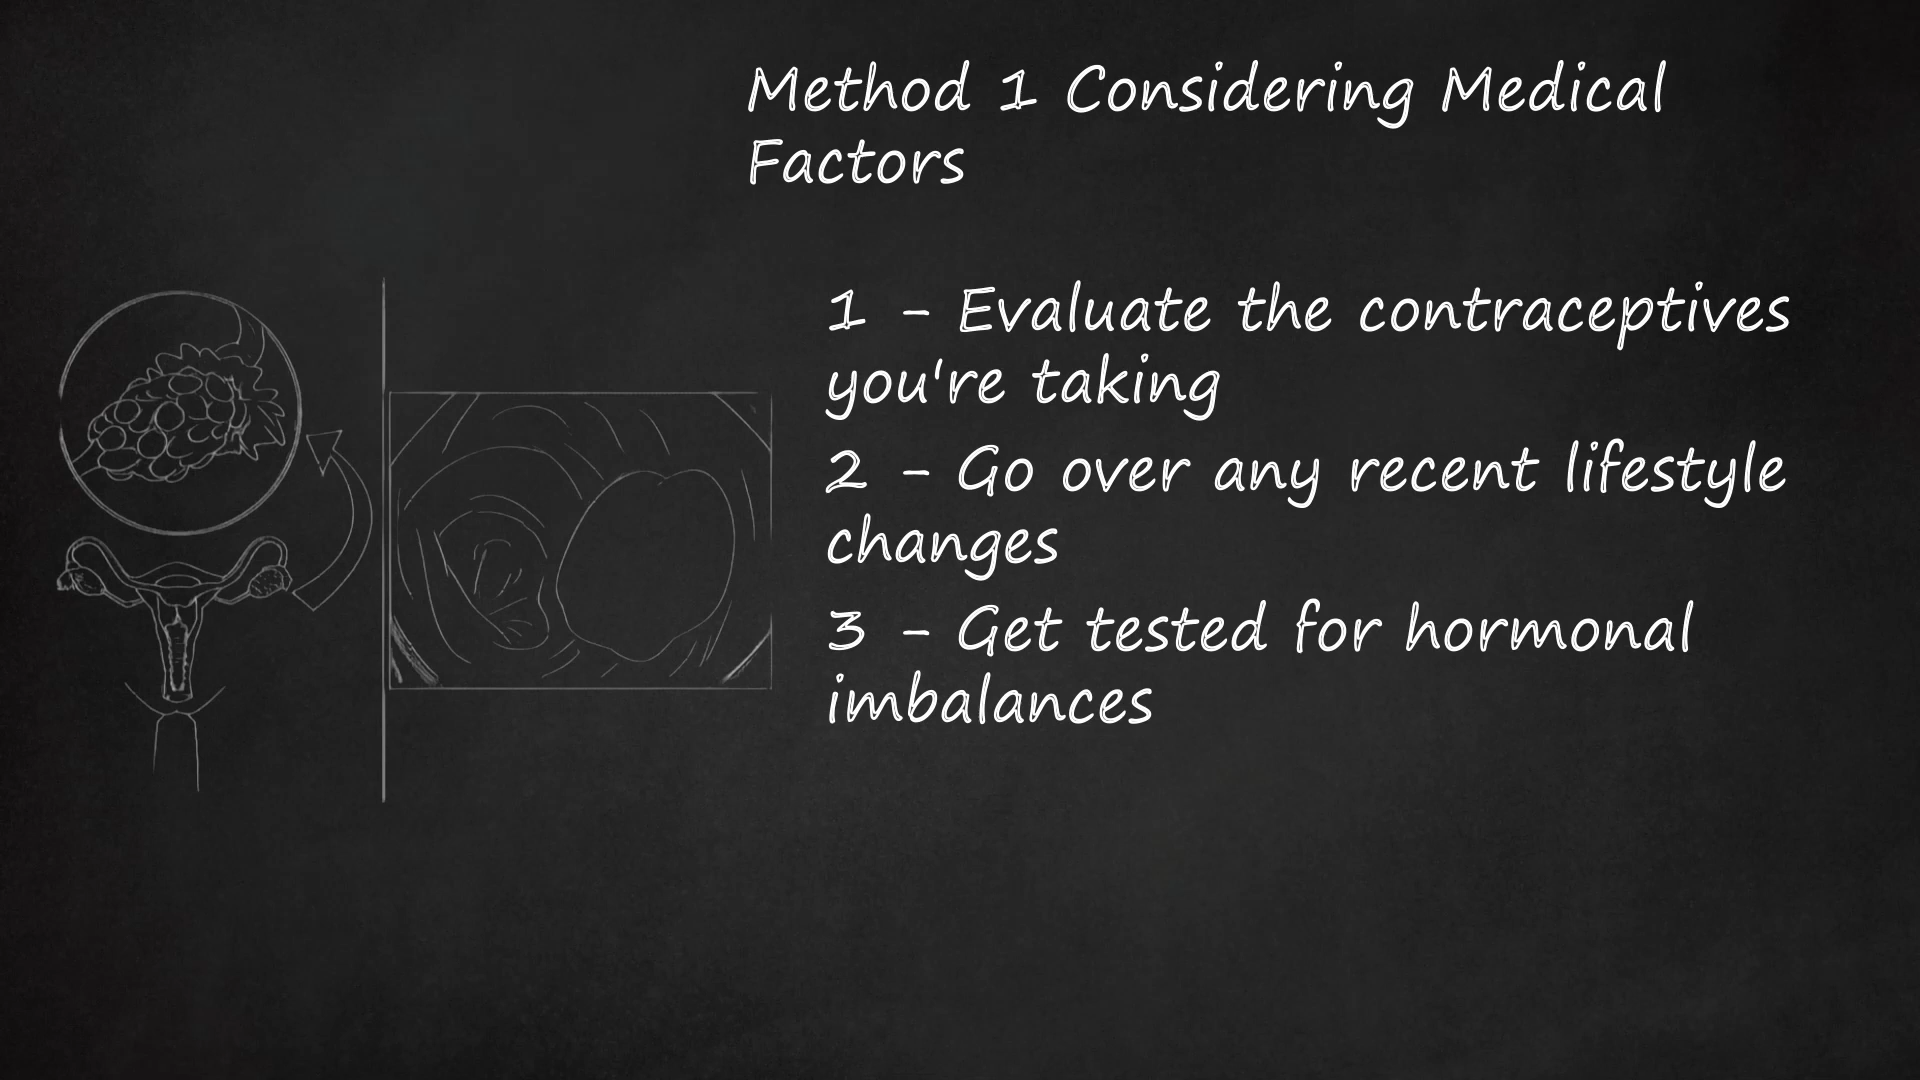 Method 1 Considering Medical
Factors
1 - Evaluate the contraceptives
you're taking
2 - Go over any recent lifestyle
changes
3 - Get tested for hormonal
imbalances